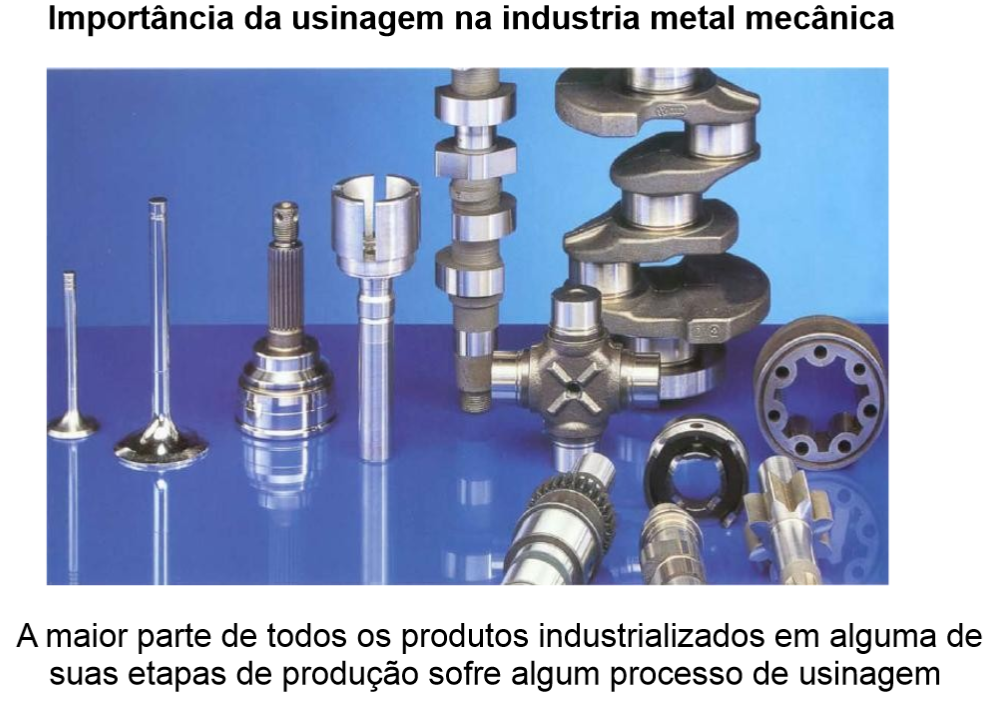 Importância da usinagem na industria metal mecânica
A maior parte de todos os produtos industrializados em alguma de
suas etapas de produção sofre algum processo de usinagem